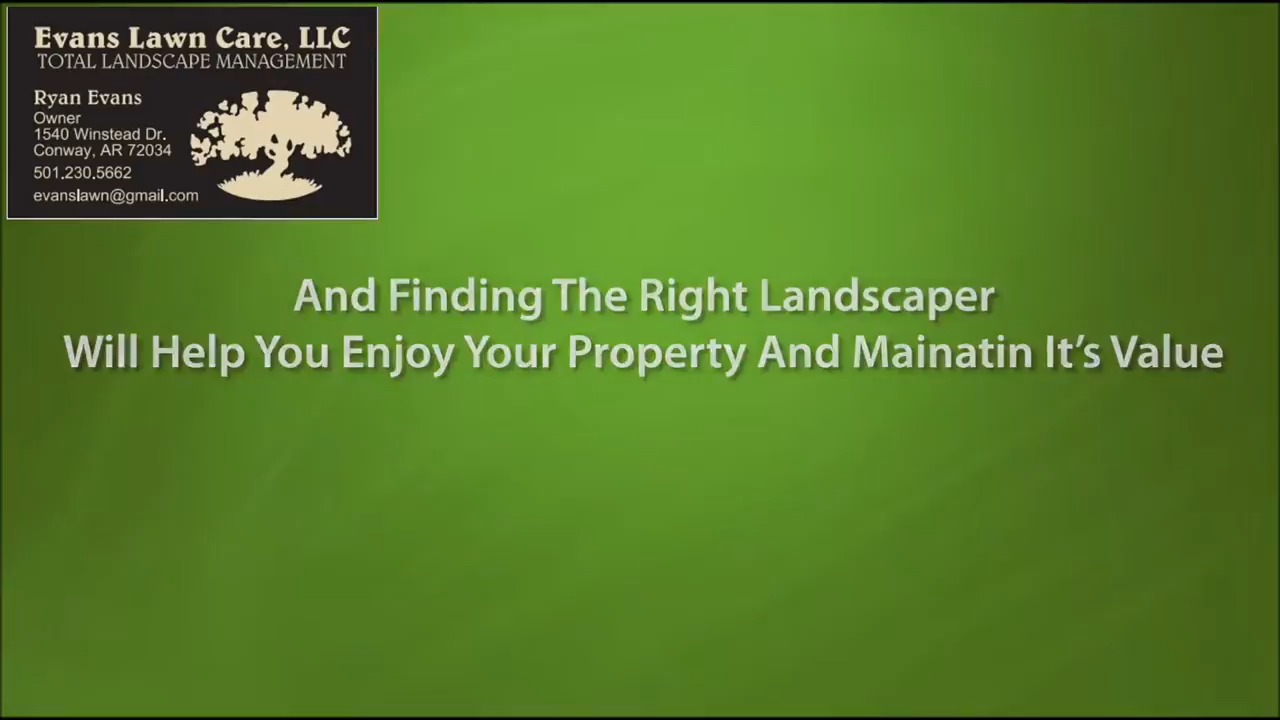 Evans Lawn Care, LLC
TOTAL LANDSCAPE MANAGEMENT
Ryan Evans
Owner
1540 Winstead Dr.
Conway, AR 72034
501.230.5662
evanslawn@gmail.com
And Finding The Right Landscaper
Will Help You Enjoy Your Property And Mainatin It’s Value